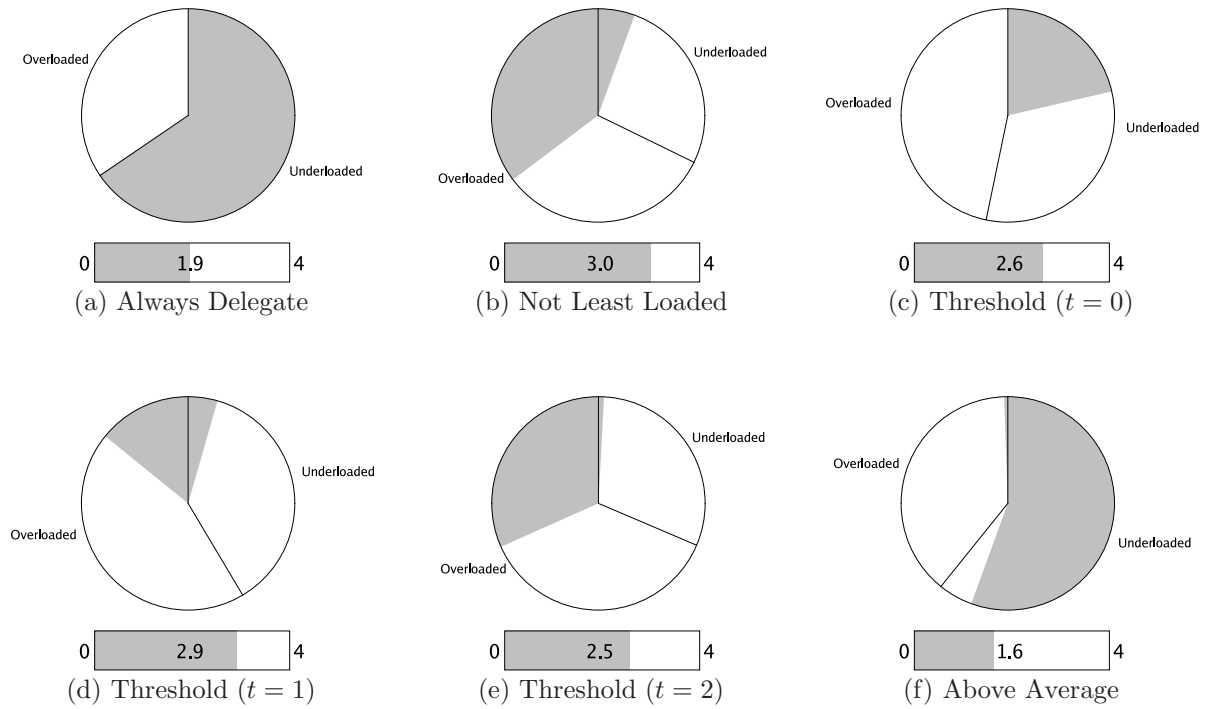 Overloaded
Underloaded
0 1.9 4
(a) Always Delegate
Underloaded
Overloaded
0 3.0 4
(b) Not Least Loaded
Overloaded
Underloaded
0 2.6 4
(c) Threshold (t = 0)
Underloaded
Overloaded
0 2.9 4
(d) Threshold (t = 1)
Underloaded
Overloaded
0 2.5 4
(e) Threshold (t = 2)
Overloaded
Underloaded
0 1.6 4
(f) Above Average